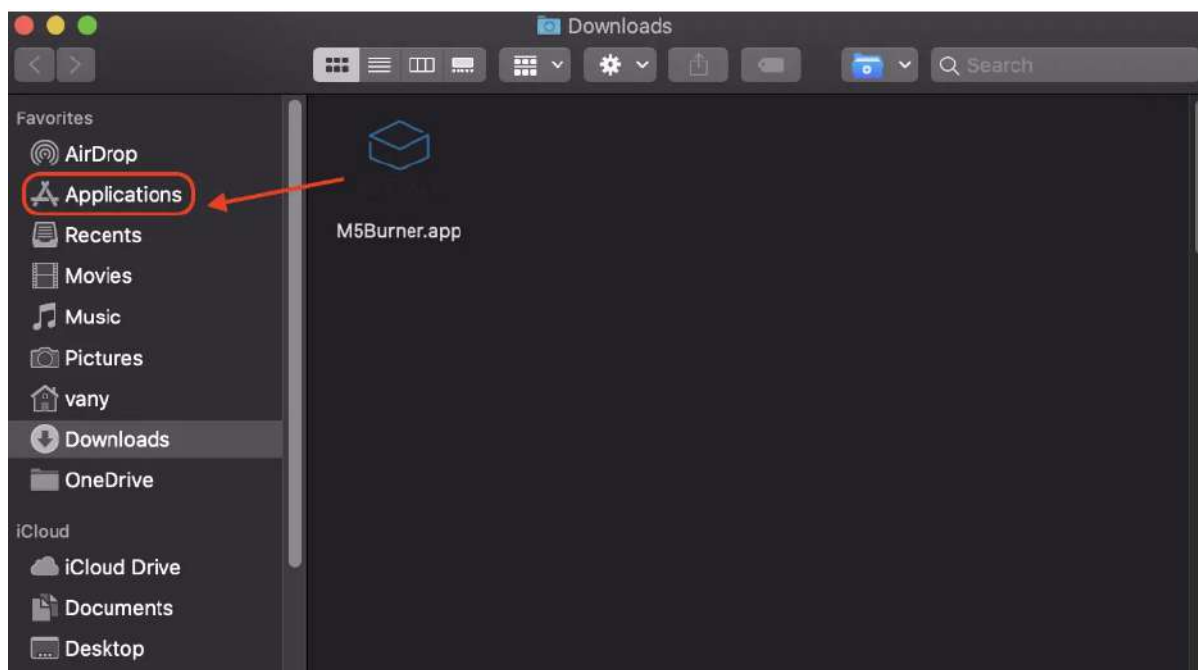 Downloads
Search
Favorites
AirDrop
Applications
Recents
Movies
Music
Pictures
vany
Downloads
OneDrive
iCloud
iCloud Drive
Documents
Desktop
M5Burner.app